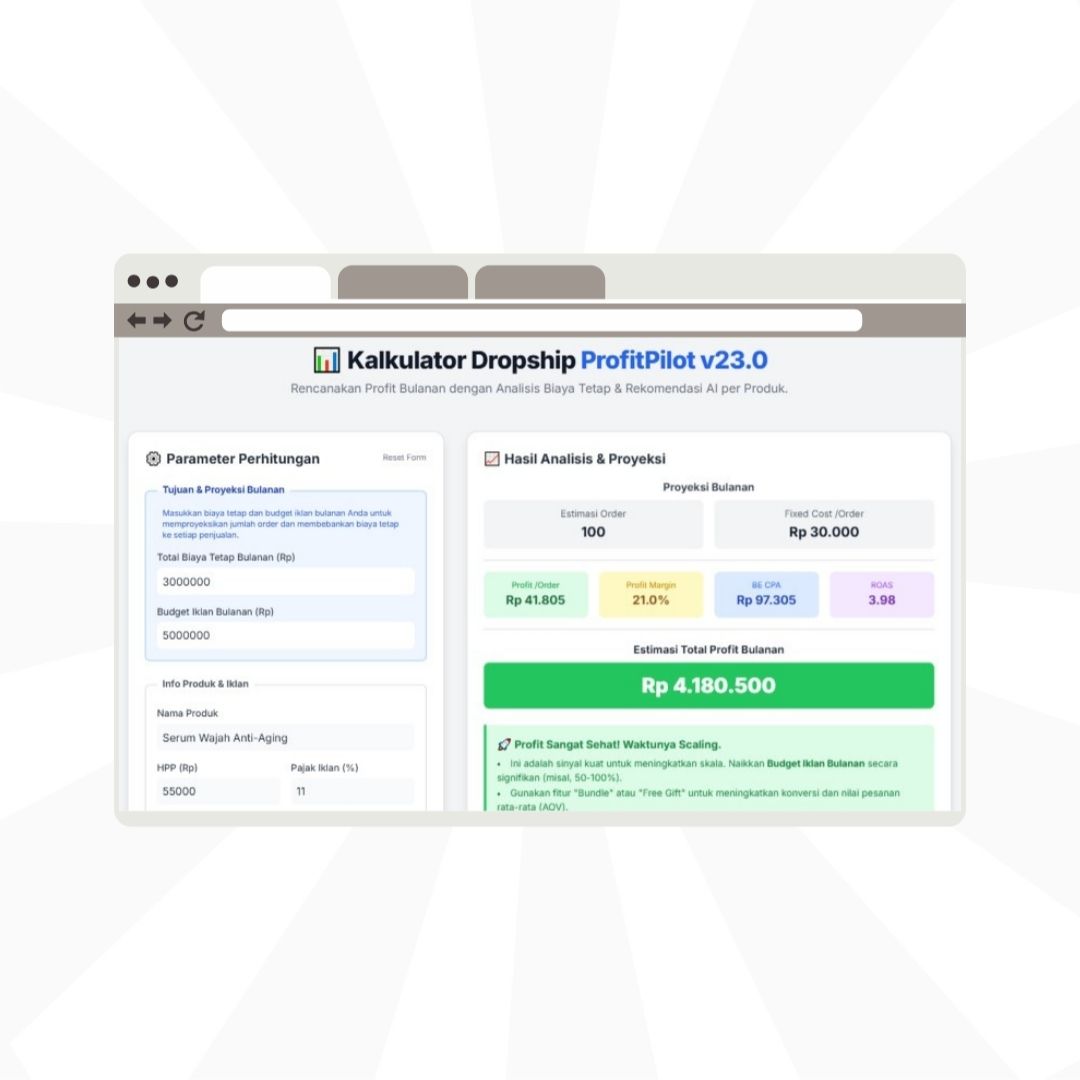 Kalkulator Dropship ProfitPilot v23.0
Rencanakan Profit Bulanan dengan Analisis Biaya Tetap & Rekomendasi AI per Produk.
Parameter Perhitungan
Reset Form
Tujuan & Proyeksi Bulanan
Masukkan biaya tetap dan budget iklan bulanan Anda untuk
memproyeksikan jumlah order dan membebankan biaya tetap
ke setiap penjualan.
Total Biaya Tetap Bulanan (Rp)
3000000
Budget Iklan Bulanan (Rp)
5000000
Info Produk & Iklan
Nama Produk
Serum Wajah Anti-Aging
HPP (Rp)
Pajak Iklan (%)
55000
11
Hasil Analisis & Proyeksi
Proyeksi Bulanan
Estimasi Order
100
Fixed Cost /Order
Rp 30.000
Profit /Order
Rp 41.805
Profit Margin
21.0%
BE CPA
Rp 97.305
ROAS
3.98
Estimasi Total Profit Bulanan
Rp 4.180.500
Profit Sangat Sehat! Waktunya Scaling.
• Ini adalah sinyal kuat untuk meningkatkan skala. Naikkan Budget Iklan Bulanan secara
signifikan (misal, 50-100%).
• Gunakan fitur "Bundle" atau "Free Gift" untuk meningkatkan konversi dan nilai pesanan
rata-rata (AOV).